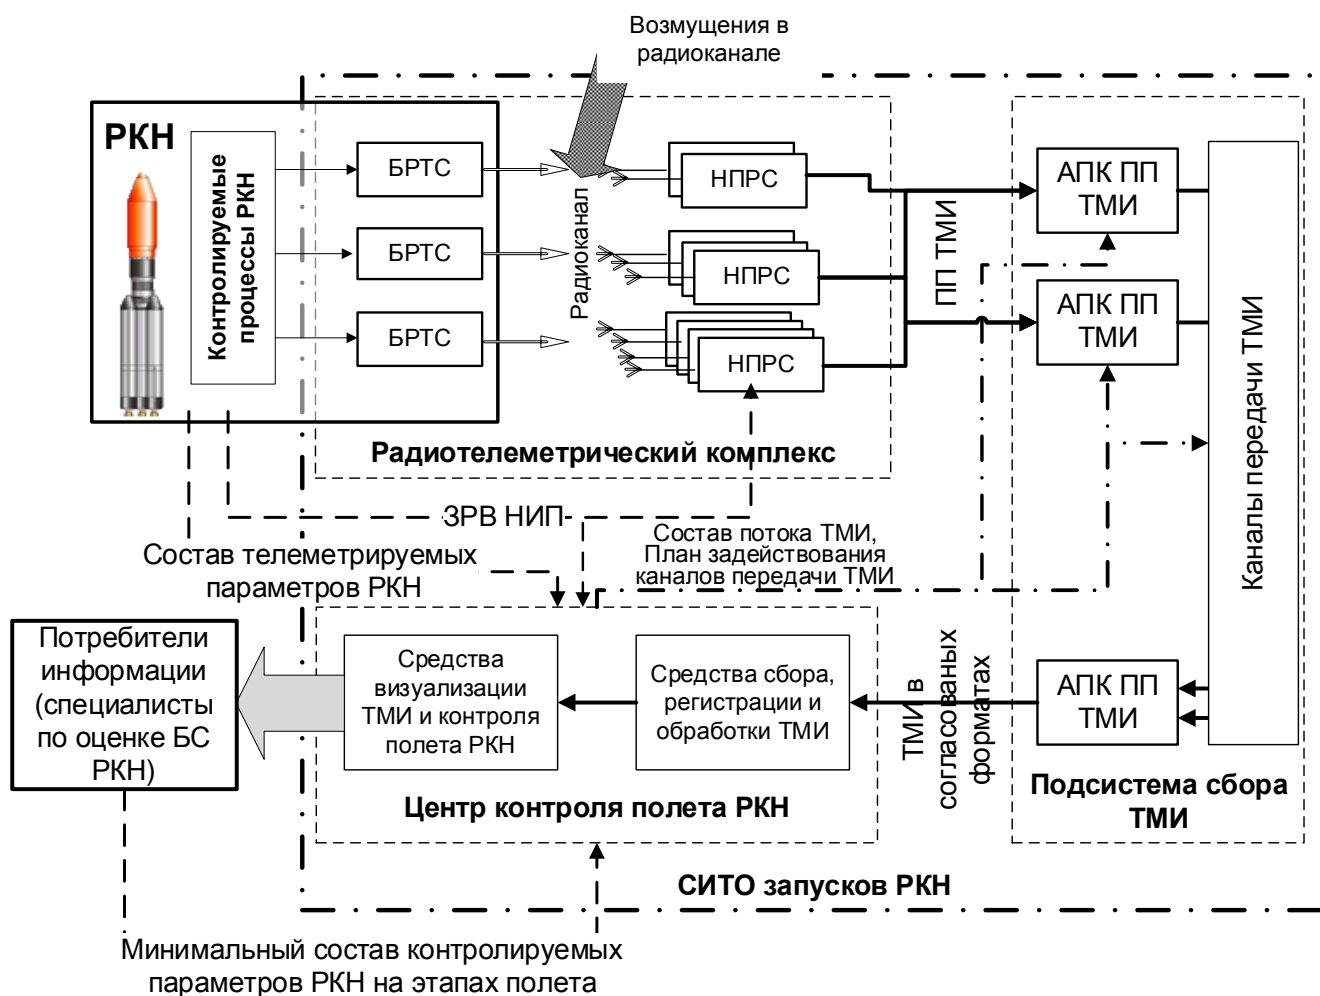 Возмущения в
радиоканале
РКН
Контролируемые
процессы РКН
БРТС
БРТС
БРТС
Радиоканал
НПРС
НПРС
НПРС
ПП ТМИ
АПК ПП
ТМИ
АПК ПП
ТМИ
Каналы передачи ТМИ
Радиотелеметрический комплекс
ЗРВ НИП
Состав телеметрируемых
параметров РКН
Состав потока ТМИ,
План задействования
каналов передачи ТМИ
Потребители
информации
(специалисты
по оценке БС
РКН)
Средства
визуализации
ТМИ и контроля
полета РКН
Средства сбора,
регистрации и
обработки ТМИ
ТМИ в
согласованых
форматах
АПК ПП
ТМИ
Центр контроля полета РКН
Подсистема сбора
ТМИ
СИТО запусков РКН
Минимальный состав контролируемых
параметров РКН на этапах полета